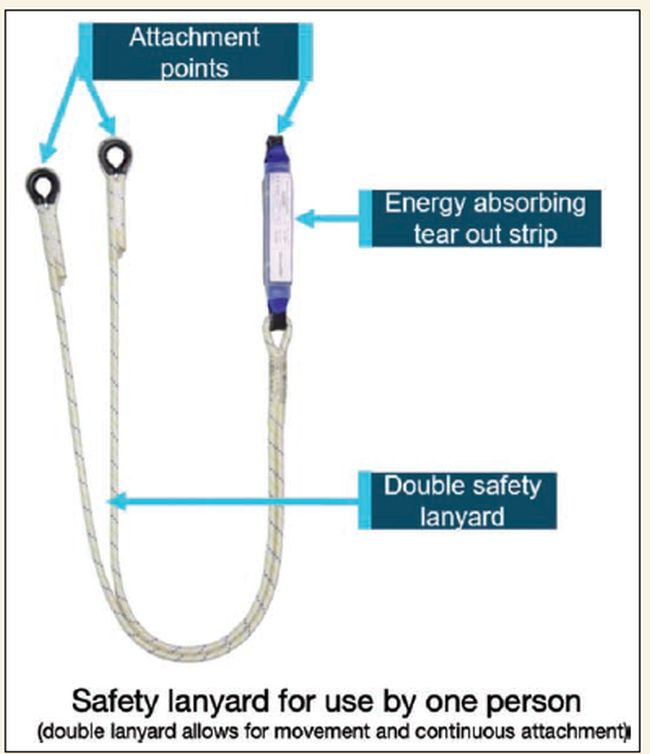 Attachment
points
Energy absorbing
tear out strip
Double safety
lanyard
Safety lanyard for use by one person
(double lanyard allows for movement and continuous attachment)